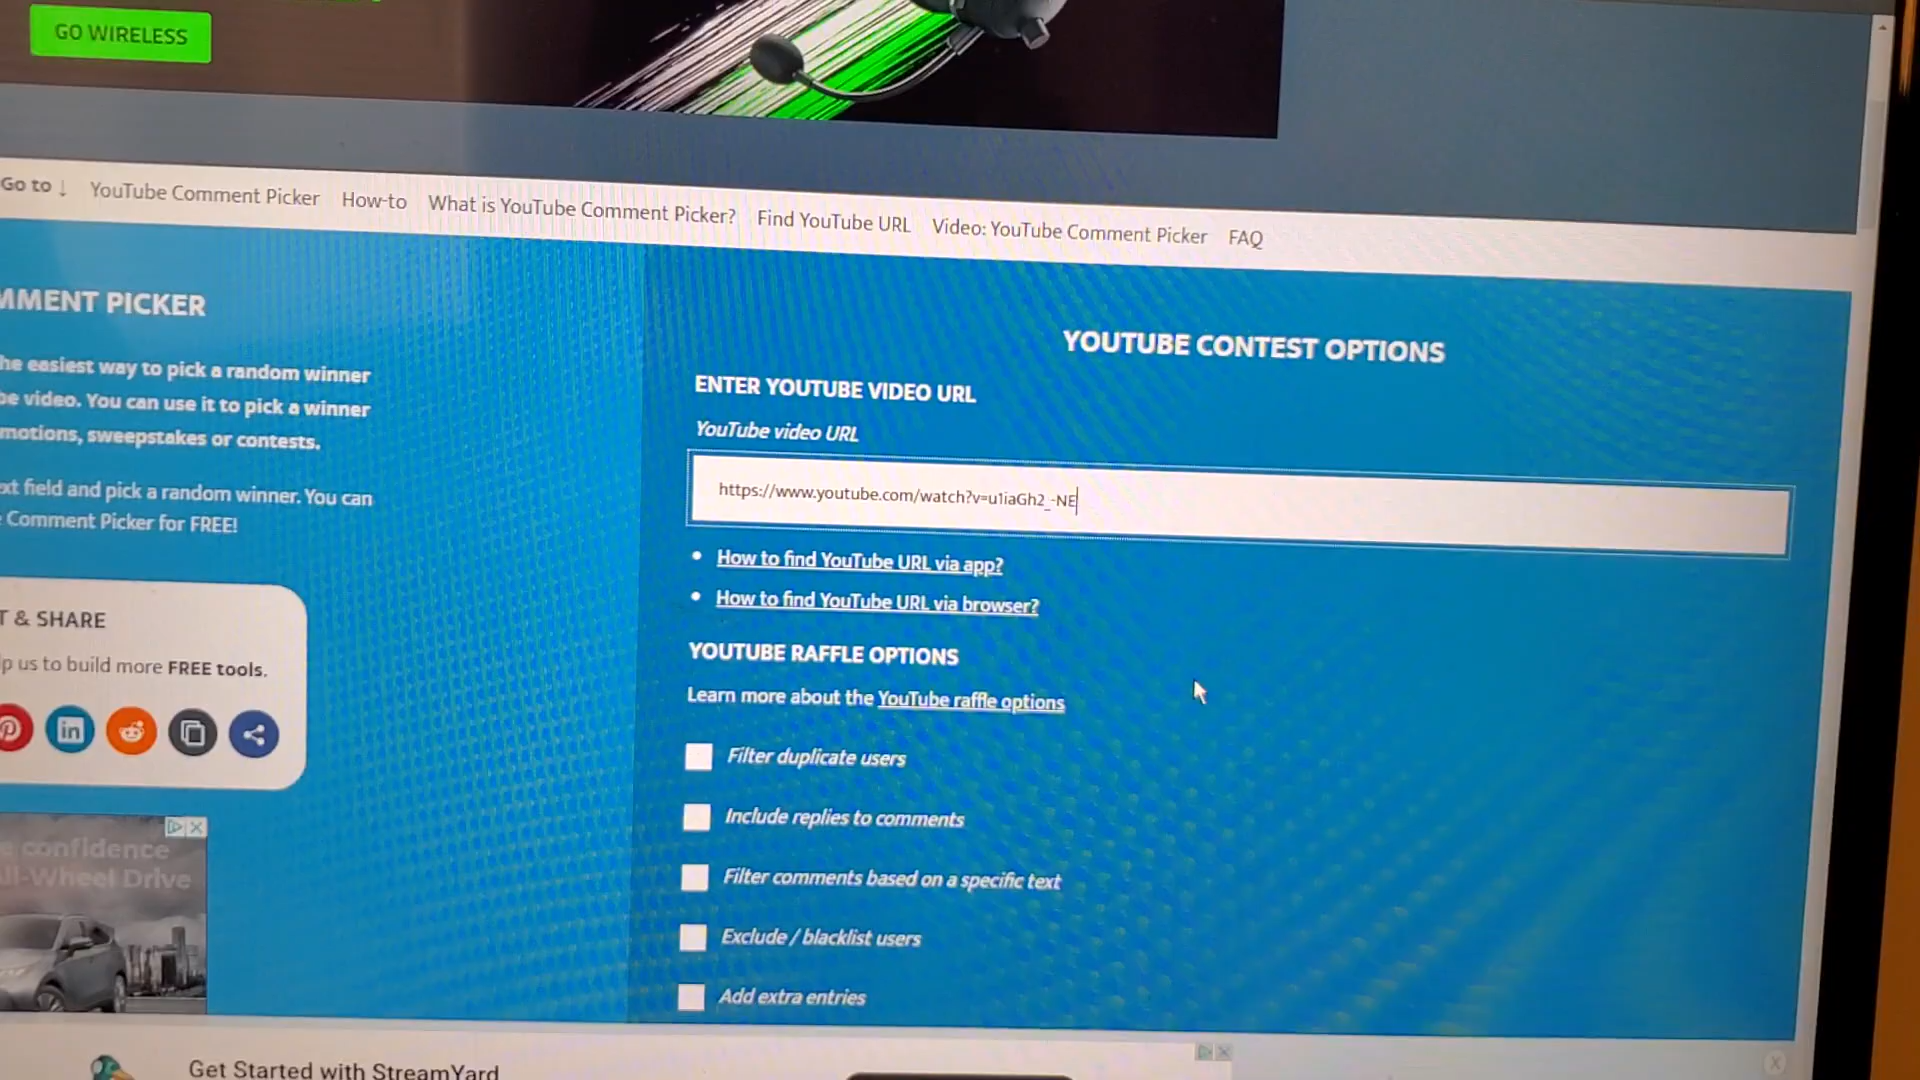 GO WIRELESS
Go to ↓ YouTube Comment Picker How-to What is YouTube Comment Picker? Find YouTube URL Video: YouTube Comment Picker FAQ
MMENT PICKER
he easiest way to pick a random winner
be video. You can use it to pick a winner
motions, sweepstakes or contests.
xt field and pick a random winner. You can
Comment Picker for FREE!
T & SHARE
lp us to build more FREE tools.
in
confidence
All-Wheel Drive
YOUTUBE CONTEST OPTIONS
ENTER YOUTUBE VIDEO URL
YouTube video URL
https://www.youtube.com/watch?v=u1iaGh2_-NE
• How to find YouTube URL via app?
• How to find YouTube URL via browser?
YOUTUBE RAFFLE OPTIONS
Learn more about the YouTube raffle options
Filter duplicate users
Include replies to comments
Filter comments based on a specific text
Exclude / blacklist users
Add extra entries
Get Started with StreamYard